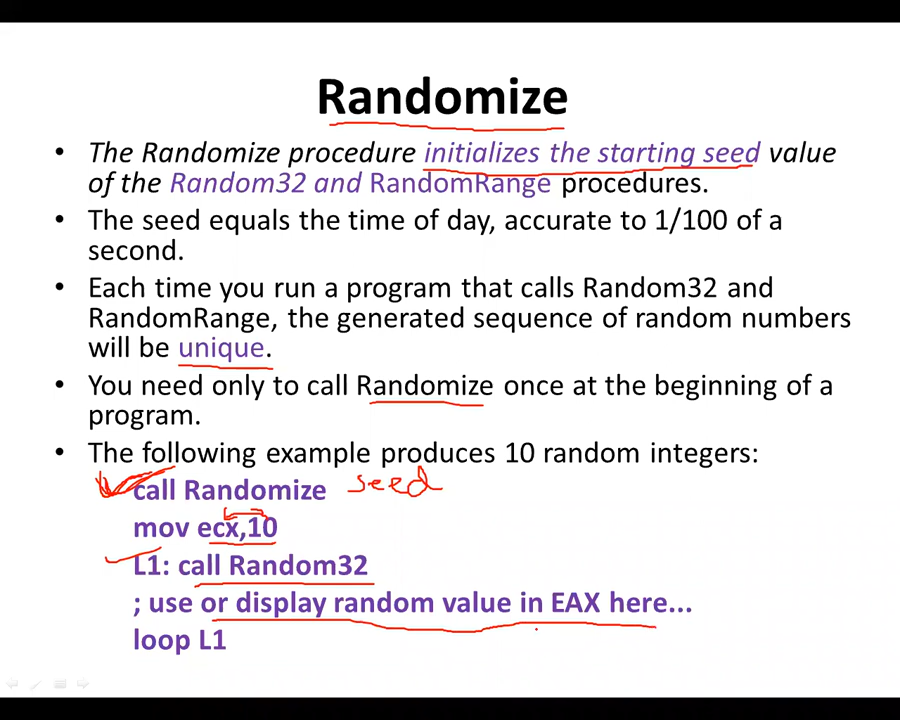 Randomize
• The Randomize procedure initializes the starting seed value
of the Random32 and RandomRange procedures.
• The seed equals the time of day, accurate to 1/100 of a
second.
• Each time you run a program that calls Random32 and
RandomRange, the generated sequence of random numbers
will be unique.
• You need only to call Randomize once at the beginning of a
program.
• The following example produces 10 random integers:
call Randomize seed
mov ecx,10
L1: call Random32
; use or display random value in EAX here...
loop L1